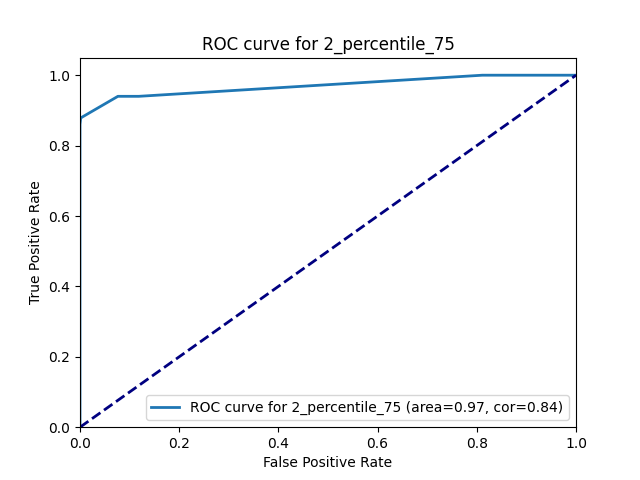 ROC curve for 2_percentile_75
1.0
0.8
0.6
0.4
0.2
0.0
True Positive Rate
ROC curve for 2_percentile_75 (area=0.97, cor=0.84)
0.0 0.2 0.4 0.6 0.8 1.0
False Positive Rate